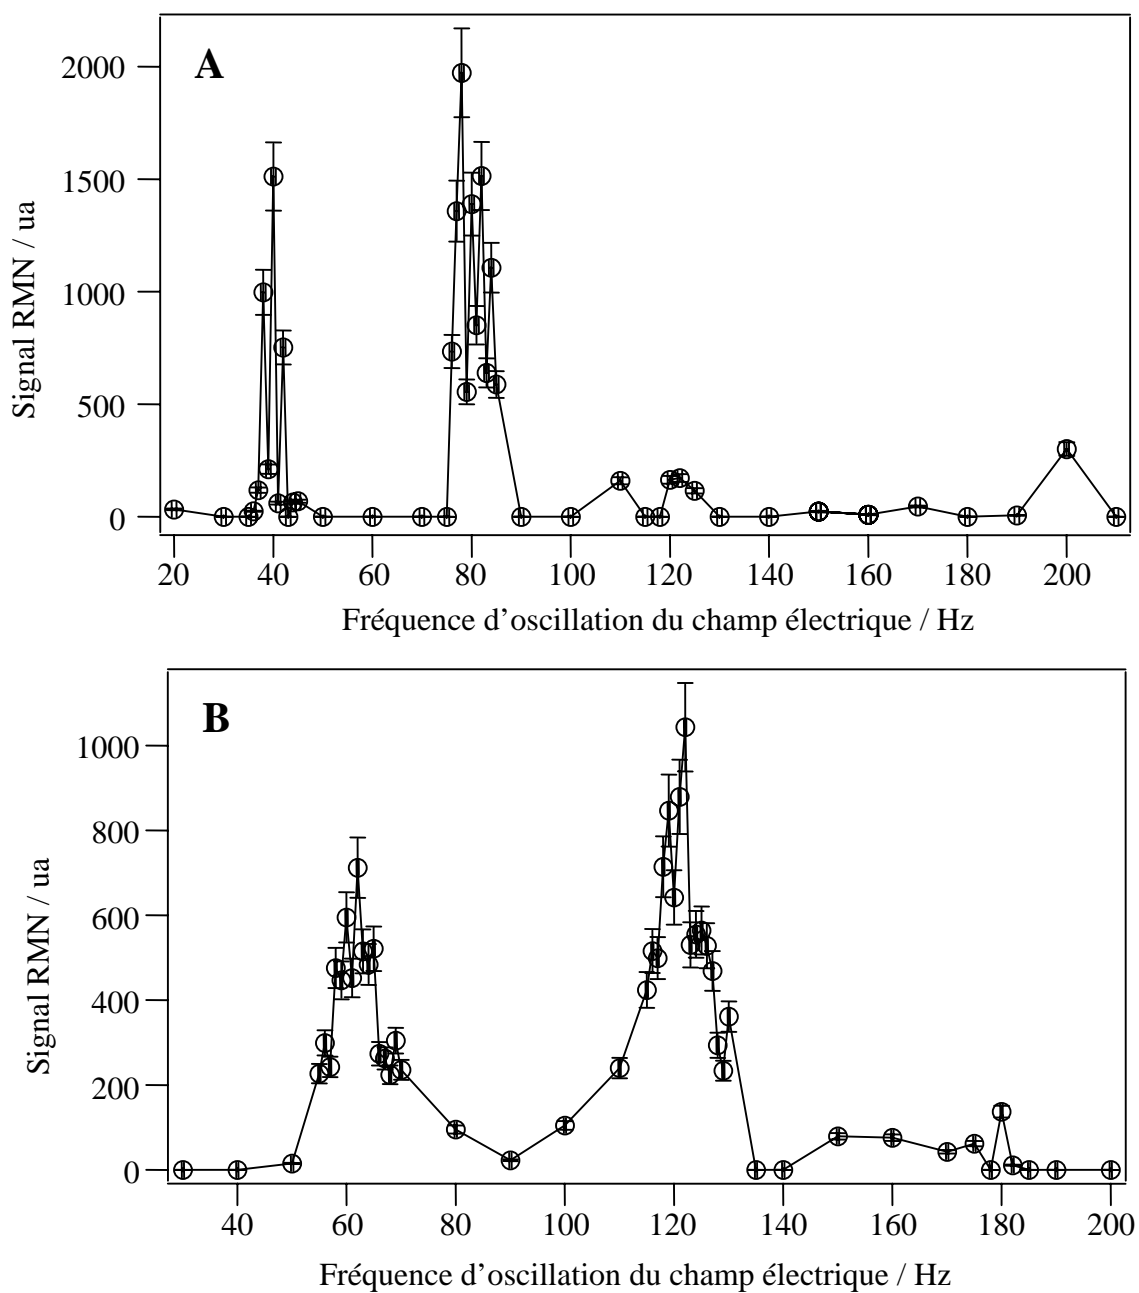 A
2000
1500
1000
500
0
Signal RMN / ua
20 40 60 80 100 120 140 160 180 200
Fréquence d'oscillation du champ électrique / Hz
B
1000
800
600
400
200
0
Signal RMN / ua
40 60 80 100 120 140 160 180 200
Fréquence d'oscillation du champ électrique / Hz